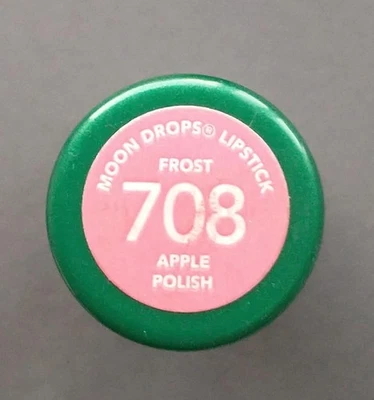 MOON DROPS® LIPSTICK
FROST
708
APPLE
POLISH